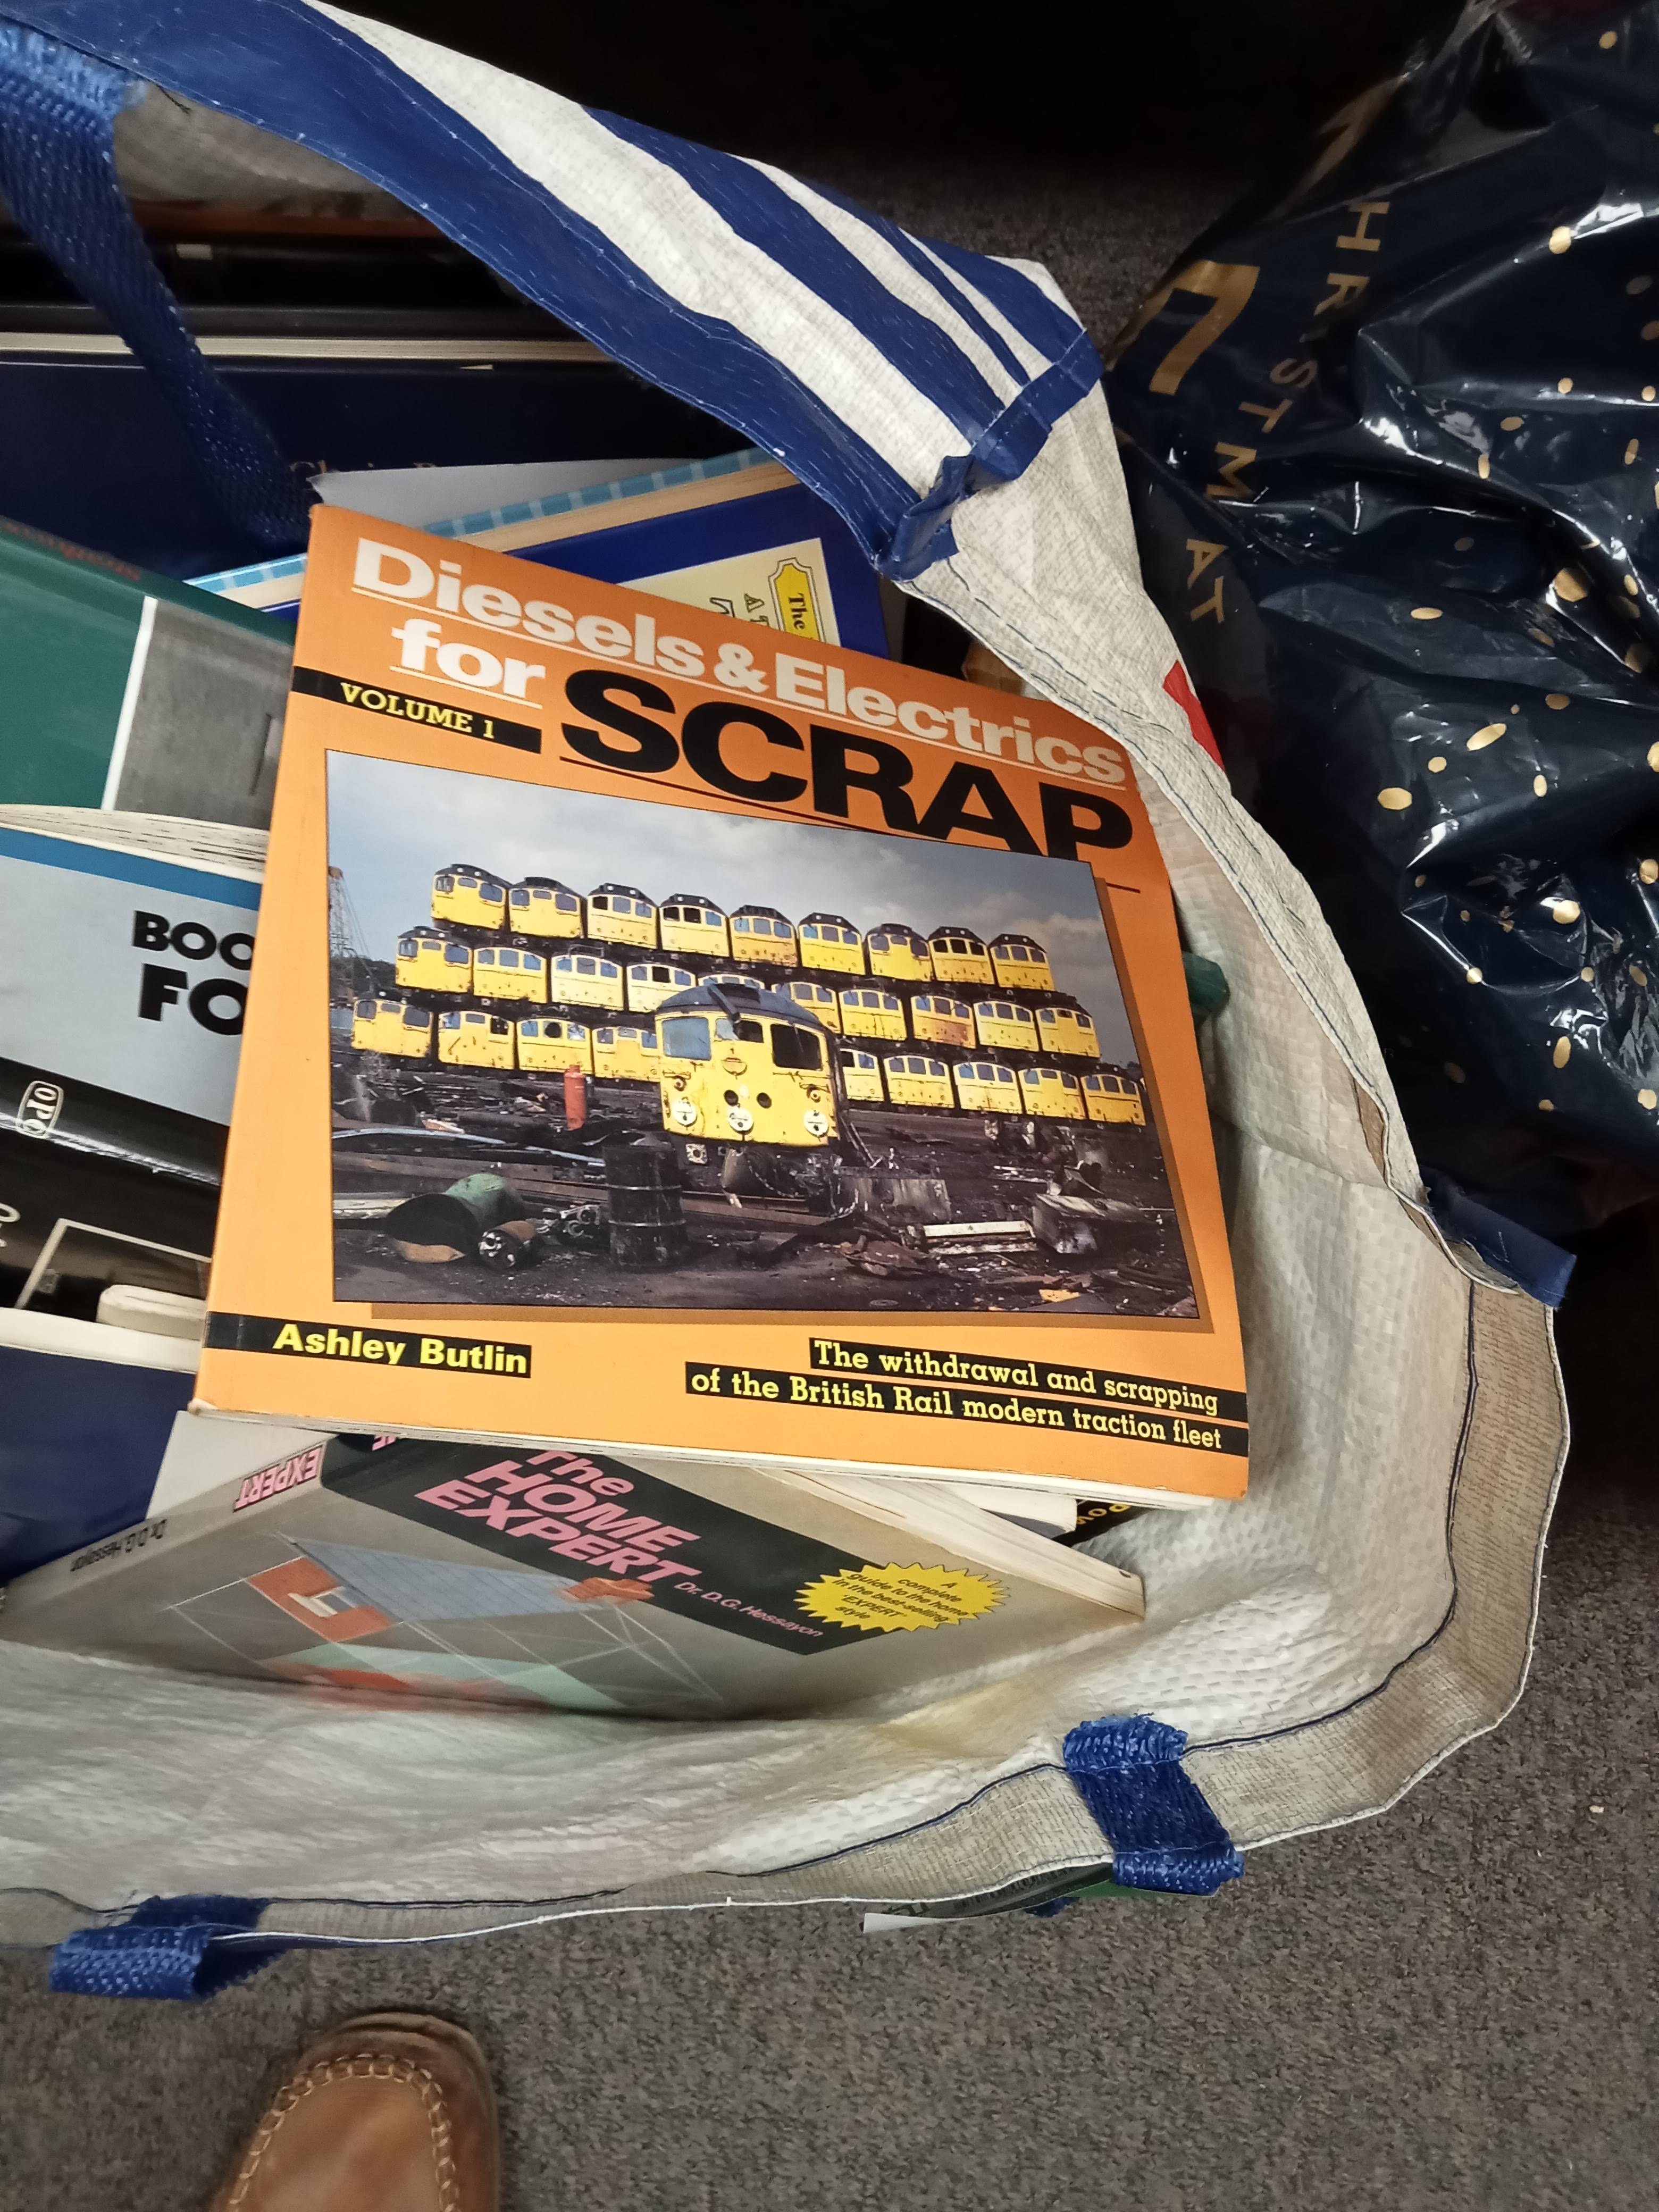 Diesels & Electrics
for SCRAP
VOLUME 1
Ashley Butlin
The withdrawal and scrapping
of the British Rail modern traction fleet
The
HOME
EXPERT
Dr. D.G. Hessayon
A
complete
guide to the home
in the best-selling
'EXPERT'
style
EXPERT
Dr. D.G. Hessayon
BOO
FO
The